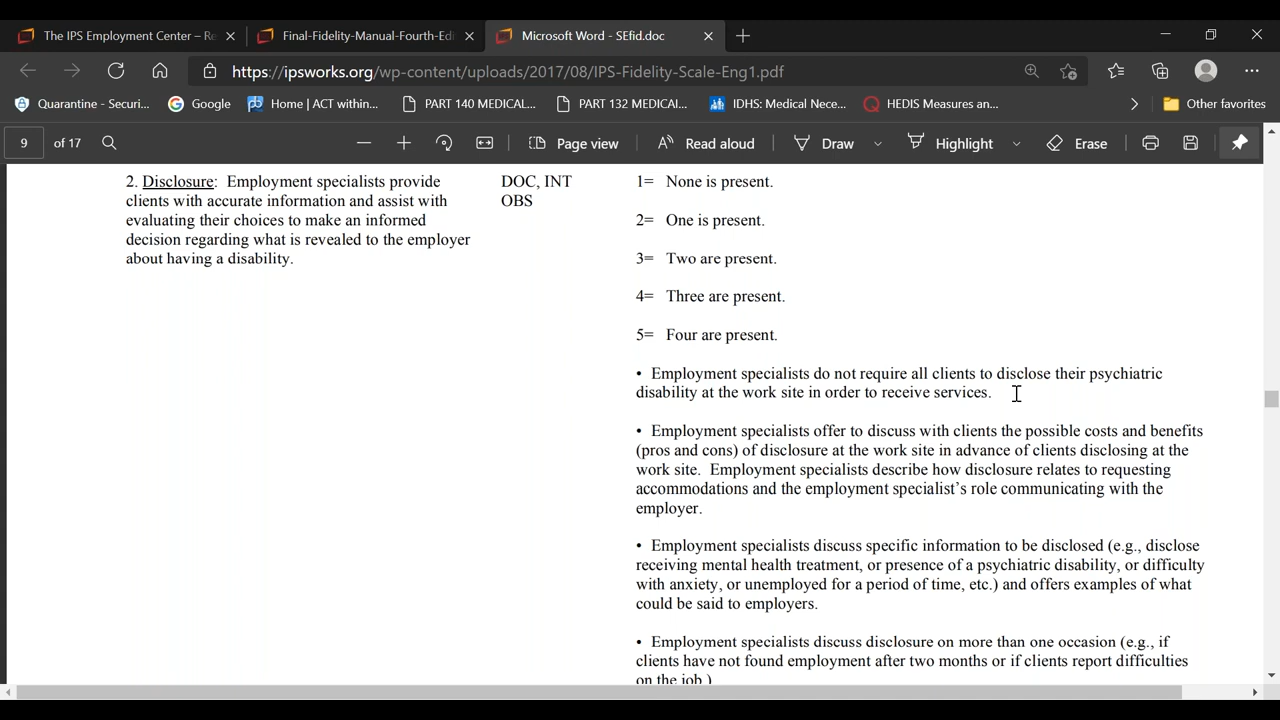 The IPS Employment Center – Re
Final-Fidelity-Manual-Fourth-Edi
Microsoft Word - SEfid.doc
https://ipsworks.org/wp-content/uploads/2017/08/IPS-Fidelity-Scale-Eng1.pdf
Quarantine - Securi...
Google
Home | ACT within...
PART 140 MEDICAL...
PART 132 MEDICAI...
IDHS: Medical Nece...
HEDIS Measures an...
Other favorites
9 of 17
Page view
Read aloud
Draw
Highlight
Erase
2. Disclosure: Employment specialists provide
clients with accurate information and assist with
evaluating their choices to make an informed
decision regarding what is revealed to the employer
about having a disability.
DOC, INT
OBS
1= None is present.
2= One is present.
3= Two are present.
4= Three are present.
5= Four are present.
• Employment specialists do not require all clients to disclose their psychiatric
disability at the work site in order to receive services.
• Employment specialists offer to discuss with clients the possible costs and benefits
(pros and cons) of disclosure at the work site in advance of clients disclosing at the
work site. Employment specialists describe how disclosure relates to requesting
accommodations and the employment specialist's role communicating with the
employer.
• Employment specialists discuss specific information to be disclosed (e.g., disclose
receiving mental health treatment, or presence of a psychiatric disability, or difficulty
with anxiety, or unemployed for a period of time, etc.) and offers examples of what
could be said to employers.
• Employment specialists discuss disclosure on more than one occasion (e.g., if
clients have not found employment after two months or if clients report difficulties
on the job.)